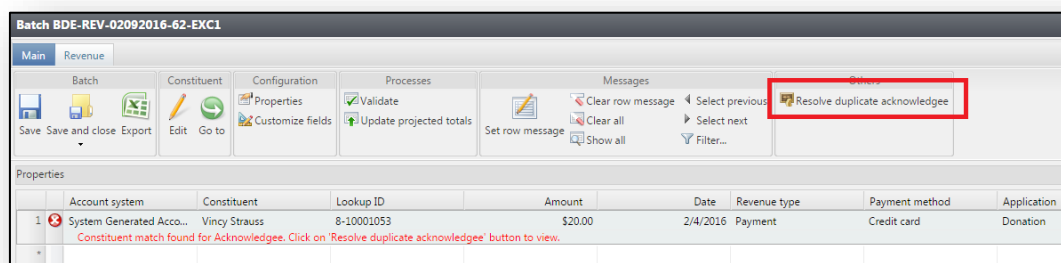 Batch BDE-REV-02092016-62-EXC1
Main Revenue
Batch Constituent Configuration Processes Messages Others
Save Save and close Export Edit Go to
Properties
Customize fields
Validate
Update projected totals
Set row message
Clear row message
Clear all
Show all
Select previous
Select next
Filter...
Resolve duplicate acknowledgee
Properties
Account system Constituent Lookup ID Amount Date Revenue type Payment method Application
1 System Generated Acco... Vincy Strauss 8-10001053 $20.00 2/4/2016 Payment Credit card Donation
Constituent match found for Acknowledgee. Click on 'Resolve duplicate acknowledgee' button to view.
*